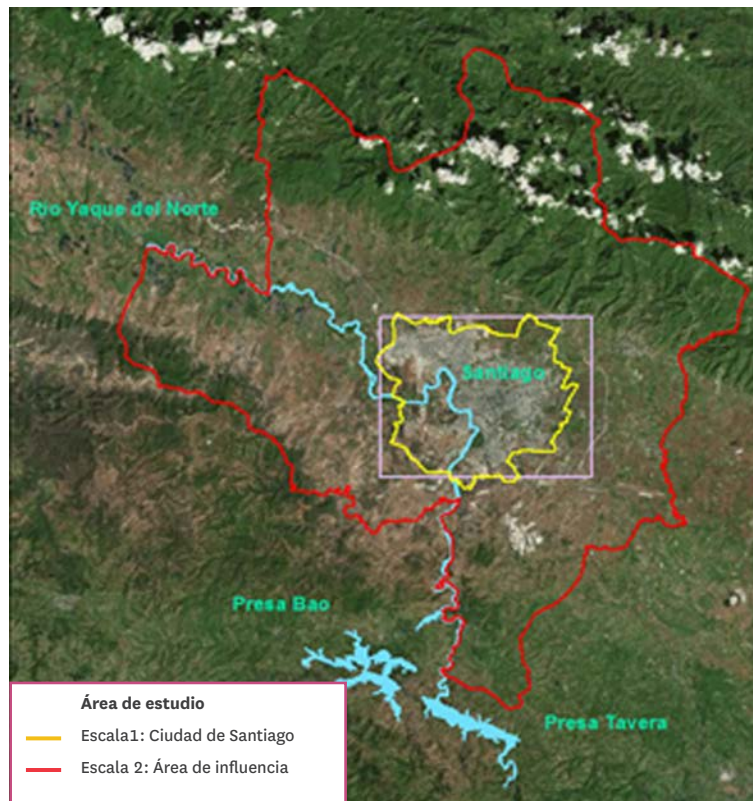 Río Yaque del Norte
Santiago
Presa Bao
Presa Tavera
Área de estudio
Escala1: Ciudad de Santiago
Escala 2: Área de influencia